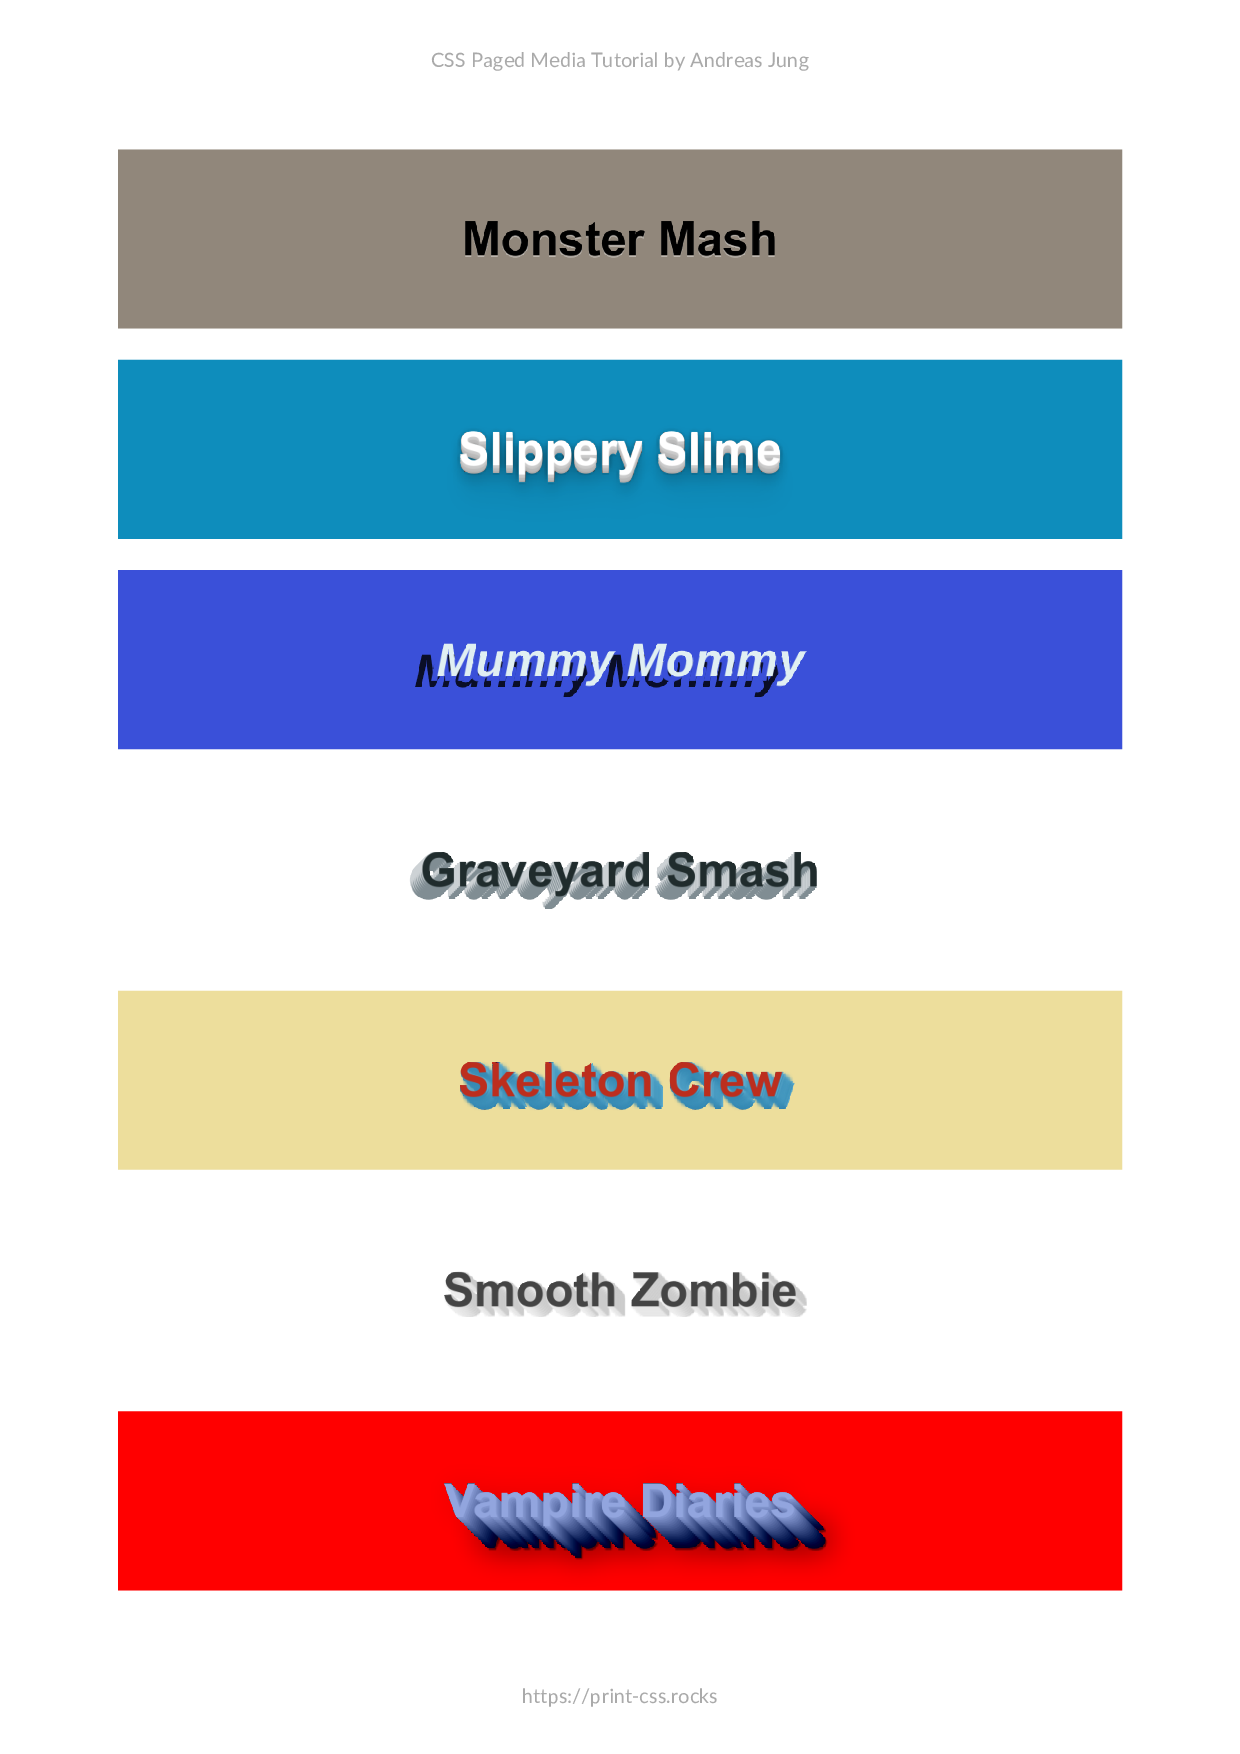 CSS Paged Media Tutorial by Andreas Jung
Monster Mash
Slippery Slime
Mummy Mommy
Graveyard Smash
Skeleton Crew
Smooth Zombie
Vampire Diaries
https://print-css.rocks